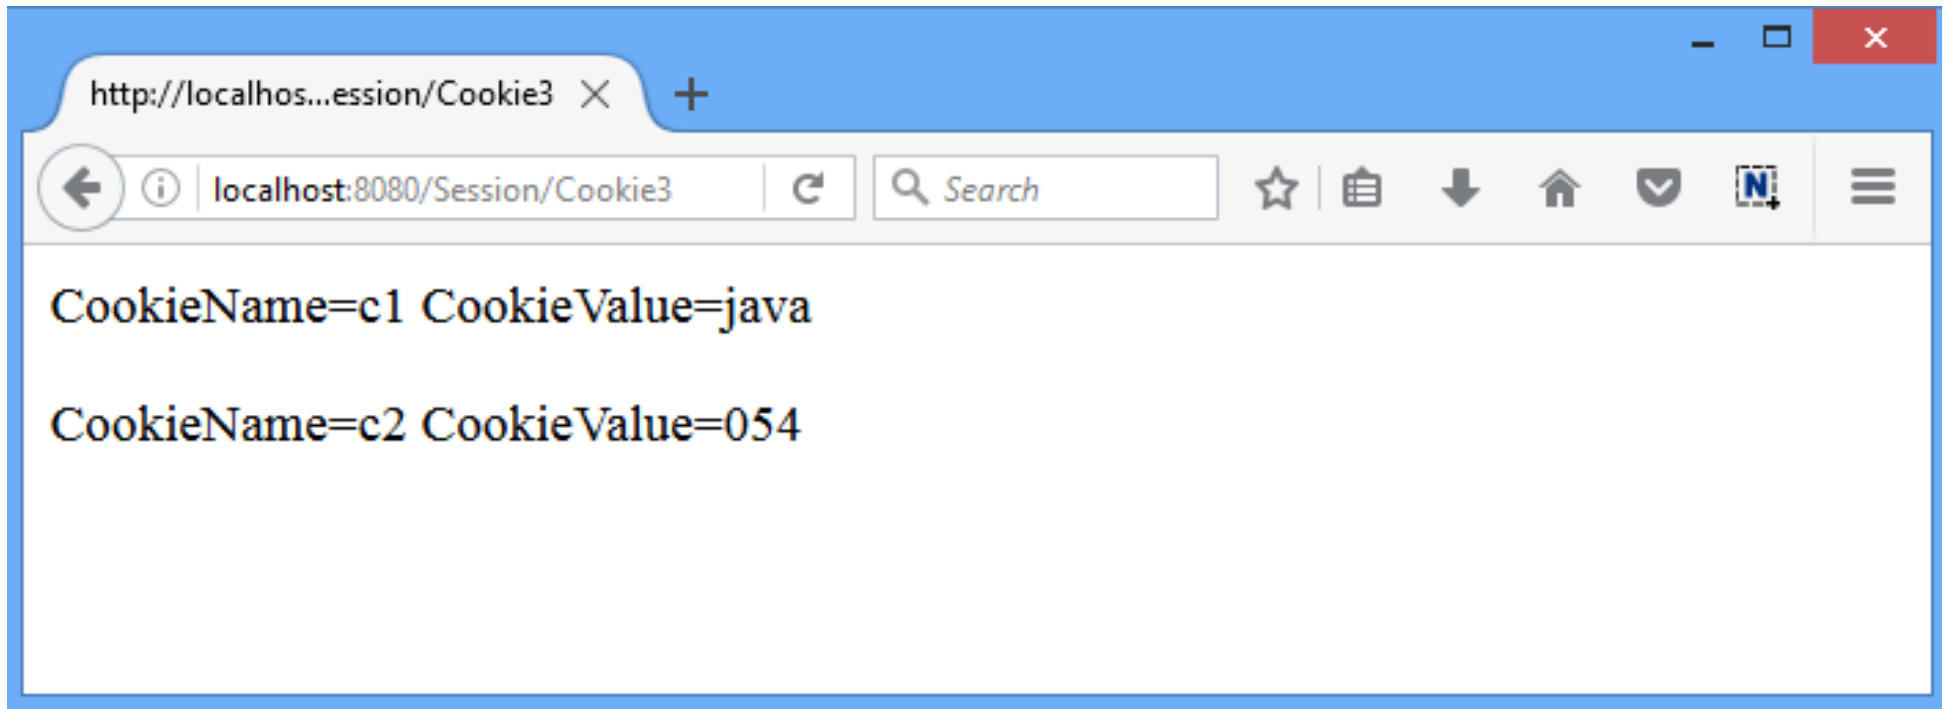 http://localhos...ession/Cookie3
localhost:8080/Session/Cookie3
Search
N
CookieName=c1 CookieValue=java
CookieName=c2 CookieValue=054